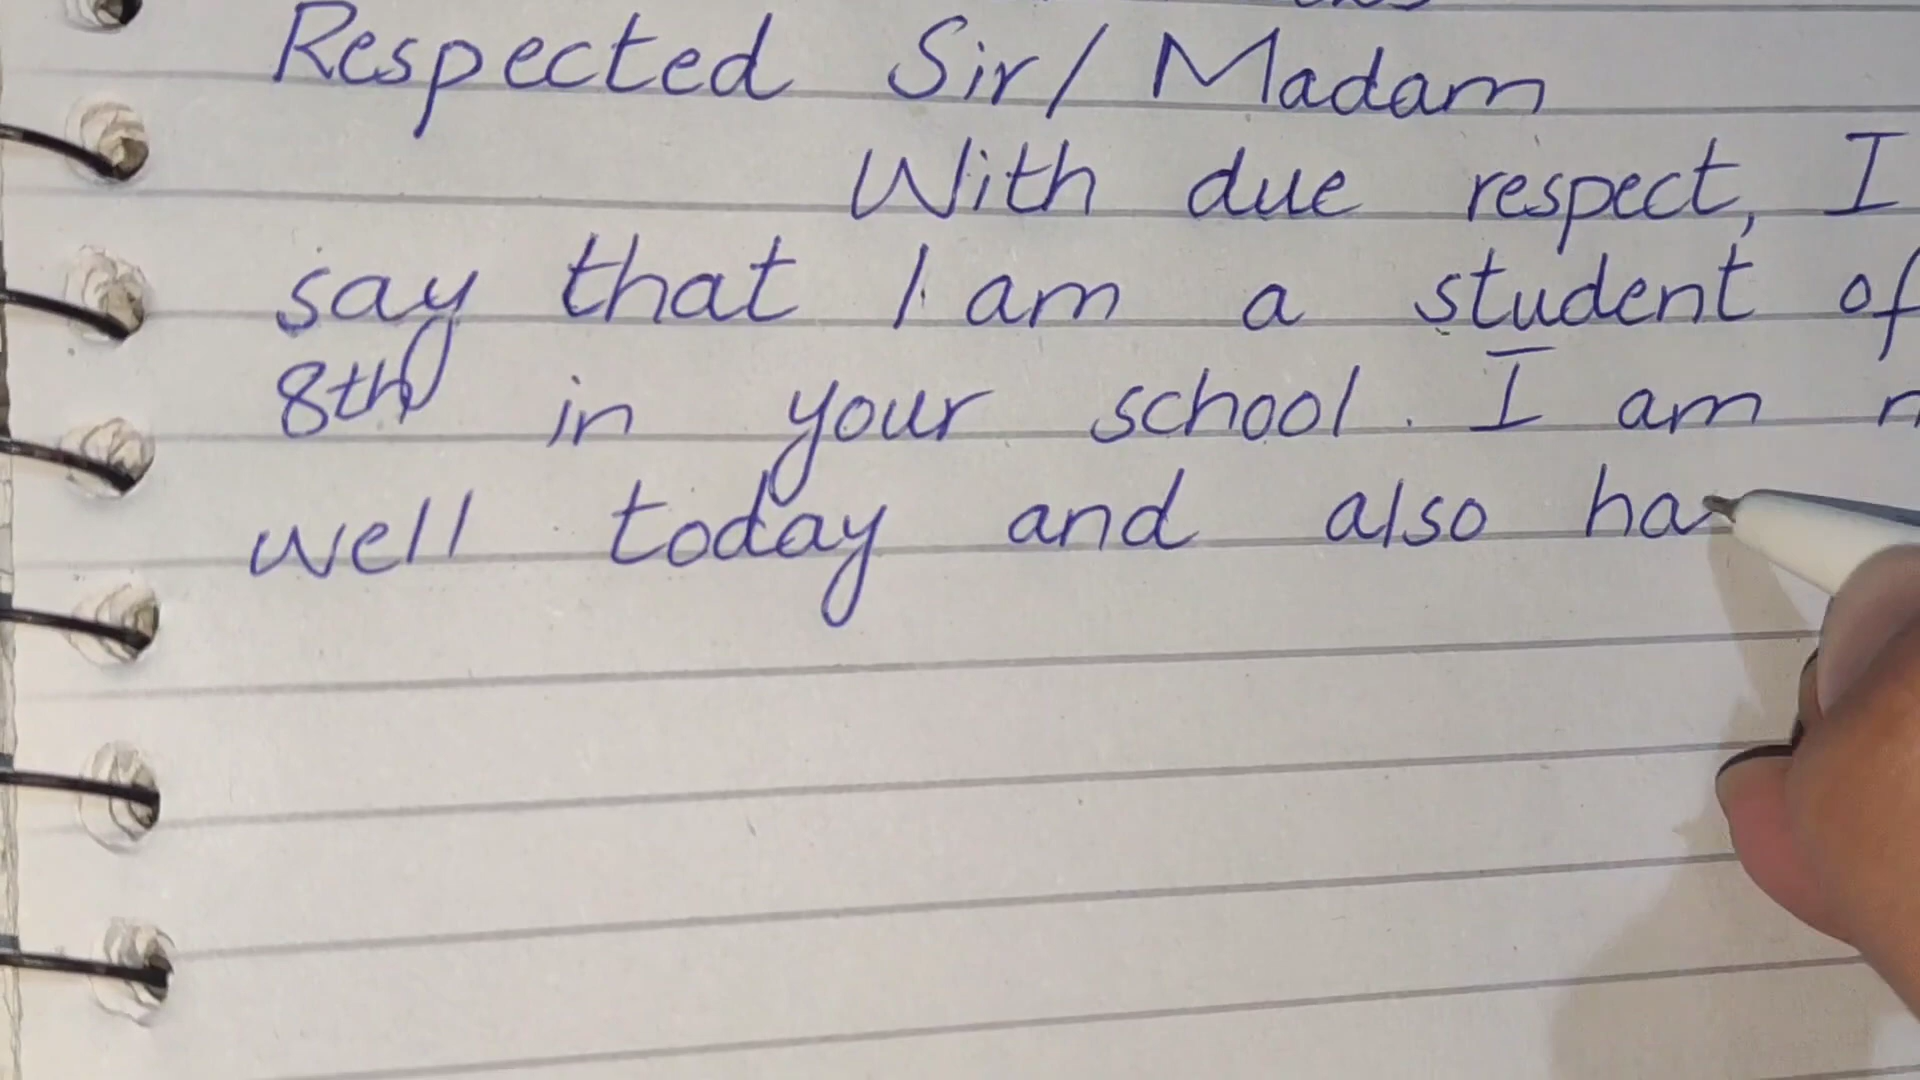 Respected Sir/Madam
With due respect, I
say that I am a student of
8th in your school. I am
well today and also ha